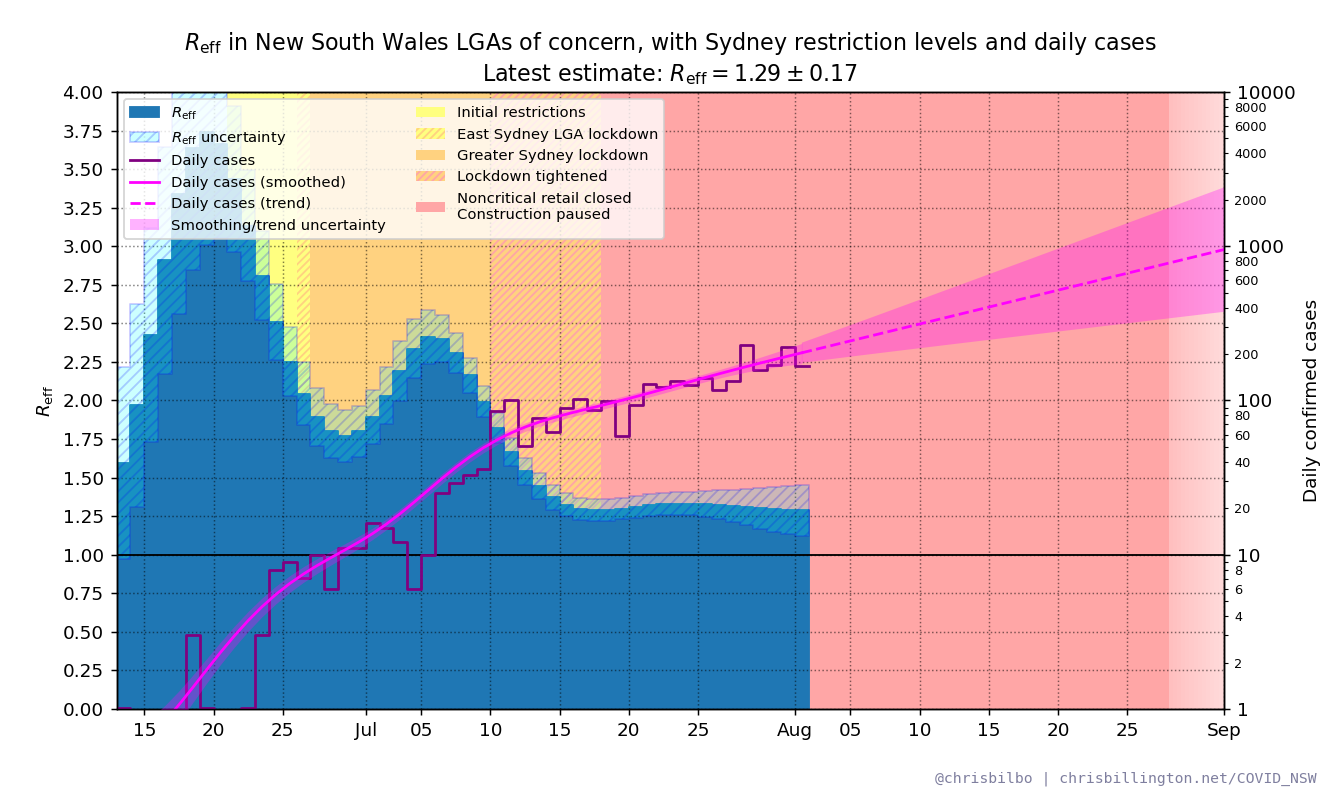 Reff in New South Wales LGAs of concern, with Sydney restriction levels and daily cases
Latest estimate: Reff = 1.29 ± 0.17
Reff
Reff uncertainty
Daily cases
Daily cases (smoothed)
Daily cases (trend)
Smoothing/trend uncertainty
Initial restrictions
East Sydney LGA lockdown
Greater Sydney lockdown
Lockdown tightened
Noncritical retail closed
Construction paused
4.00
3.75
3.50
3.25
3.00
2.75
2.50
2.25
2.00
1.75
1.50
1.25
1.00
0.75
0.50
0.25
0.00
Reff
10000
8000
6000
4000
2000
1000
800
600
400
200
100
80
60
40
20
10
8
6
4
2
1
Daily confirmed cases
15 20 25 Jul 05 10 15 20 25 Aug 05 10 15 20 25 Sep
@chrisbilbo | chrisbillington.net/COVID_NSW